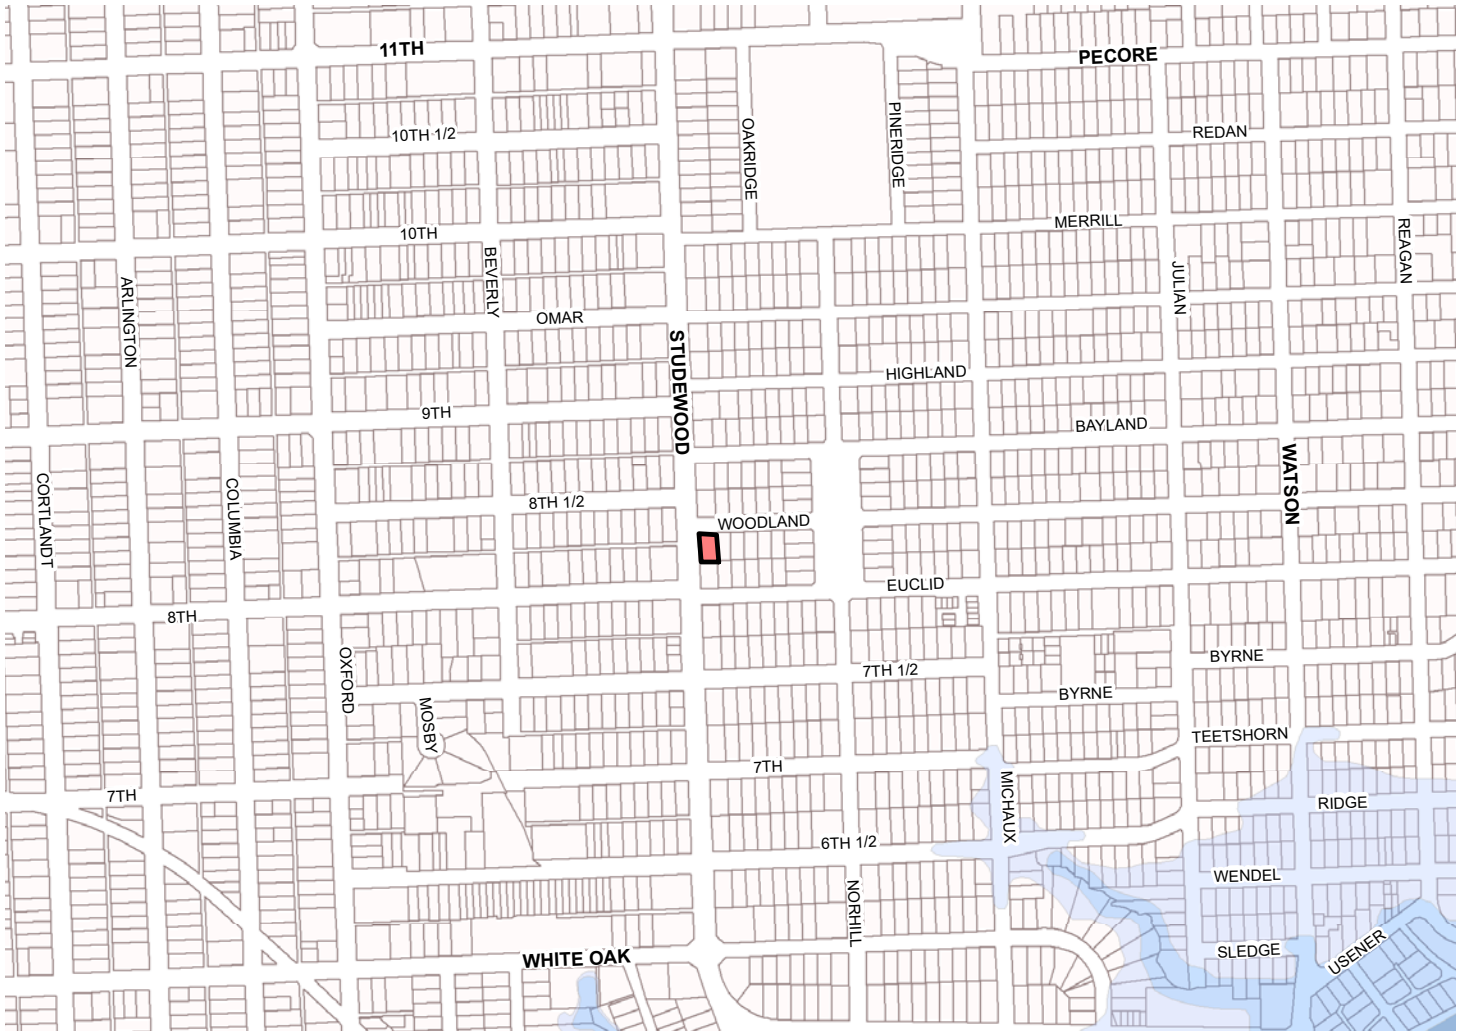 11TH
PECORE
10TH 1/2
OAKRIDGE
PINERIDGE
REDAN
10TH
MERRILL
REAGAN
ARLINGTON
BEVERLY
JULIAN
OMAR
STUDEWOOD
HIGHLAND
9TH
BAYLAND
WATSON
CORTLANDT
COLUMBIA
8TH 1/2
WOODLAND
EUCLID
8TH
OXFORD
BYRNE
7TH 1/2
BYRNE
MOSBY
TEETSHORN
7TH
MICHAUX
7TH
RIDGE
6TH 1/2
WENDEL
NORHILL
WHITE OAK
SLEDGE
USENER